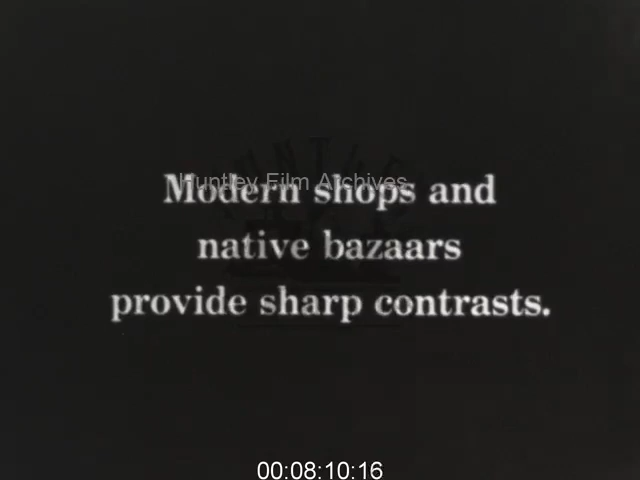 Huntley Film Archives
Modern shops and
native bazaars
provide sharp contrasts.
00:08:10:16